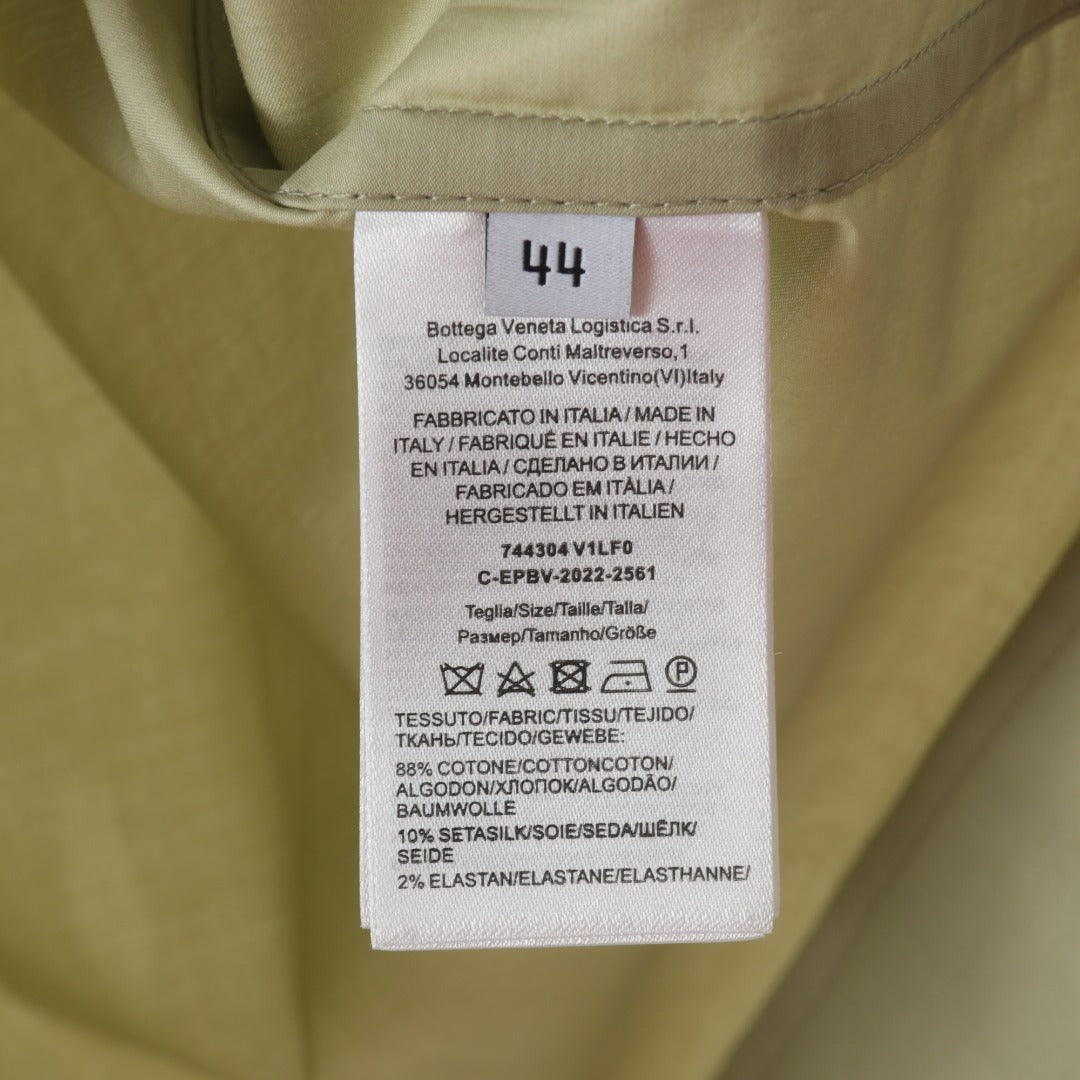 44
Bottega Veneta Logistica S.r.l.
Localite Conti Maltreverso,1
36054 Montebello Vicentino(VI)Italy
FABBRICATO IN ITALIA / MADE IN
ITALY / FABRIQUÉ EN ITALIE / HECHO
EN ITALIA / СДЕЛАНО В ИТАЛИИ /
FABRICADO EM ITÀLIA /
HERGESTELLT IN ITALIEN
744304 V1LF0
C-EPBV-2022-2561
Teglia/Size/Taille/Talla/
Размер/Tamanho/Größe
P
TESSUTO/FABRIC/TISSU/TEJIDO/
ТКАНЬ/TECIDO/GEWEBE:
88% COTONE/COTTONCOTON/
ALGODON/ХЛОПОК/ALGODÃO/
BAUMWOLLE
10% SETASILK/SOIE/SEDA/ШЁЛК/
SEIDE
2% ELASTAN/ELASTANE/ELASTHANNE/